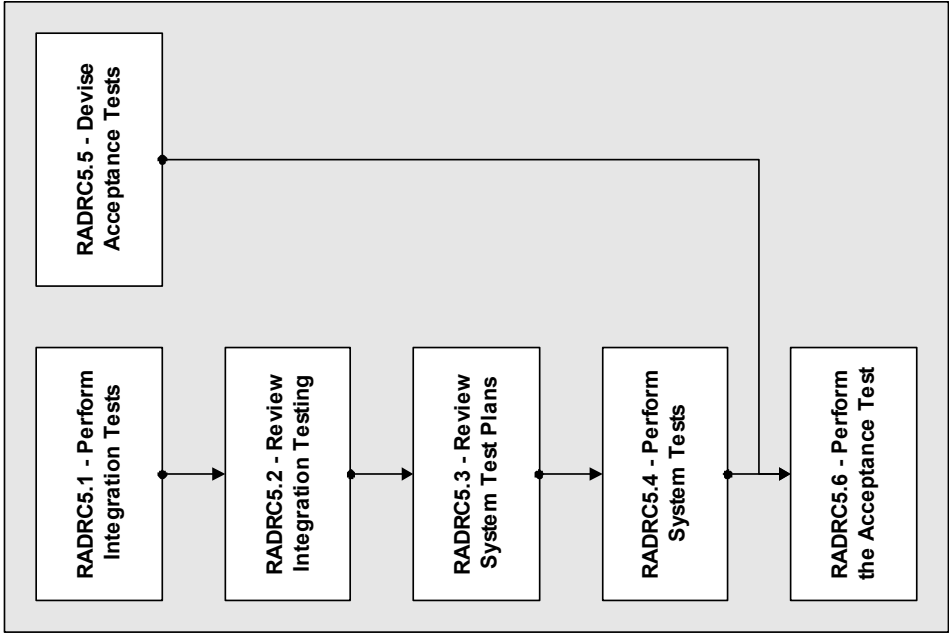 RADRC5.5 - Devise
Acceptance Tests
RADRC5.1 - Perform
Integration Tests
RADRC5.2 - Review
Integration Testing
RADRC5.3 - Review
System Test Plans
RADRC5.4 - Perform
System Tests
RADRC5.6 - Perform
the Acceptance Test